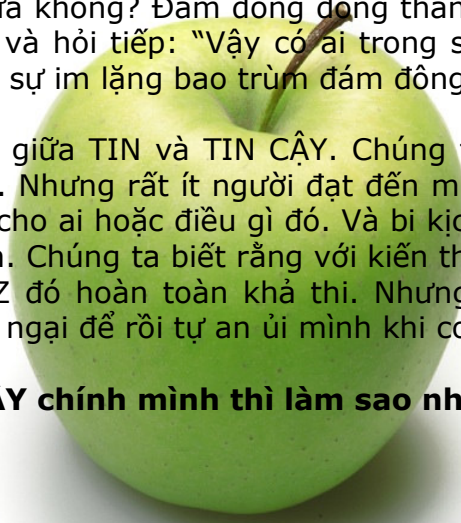 không? Đám đông đồng than
và hỏi tiếp: “Vậy có ai trong s
sự im lặng bao trùm đám đông
giữa TIN và TIN CẬY. Chúng
. Nhưng rất ít người đạt đến m
cho ai hoặc điều gì đó. Và bi kịc
. Chúng ta biết rằng với kiến th
Z đó hoàn toàn khả thi. Nhưng
ngại để rồi tự an ủi mình khi cơ
ẬY chính mình thì làm sao nh